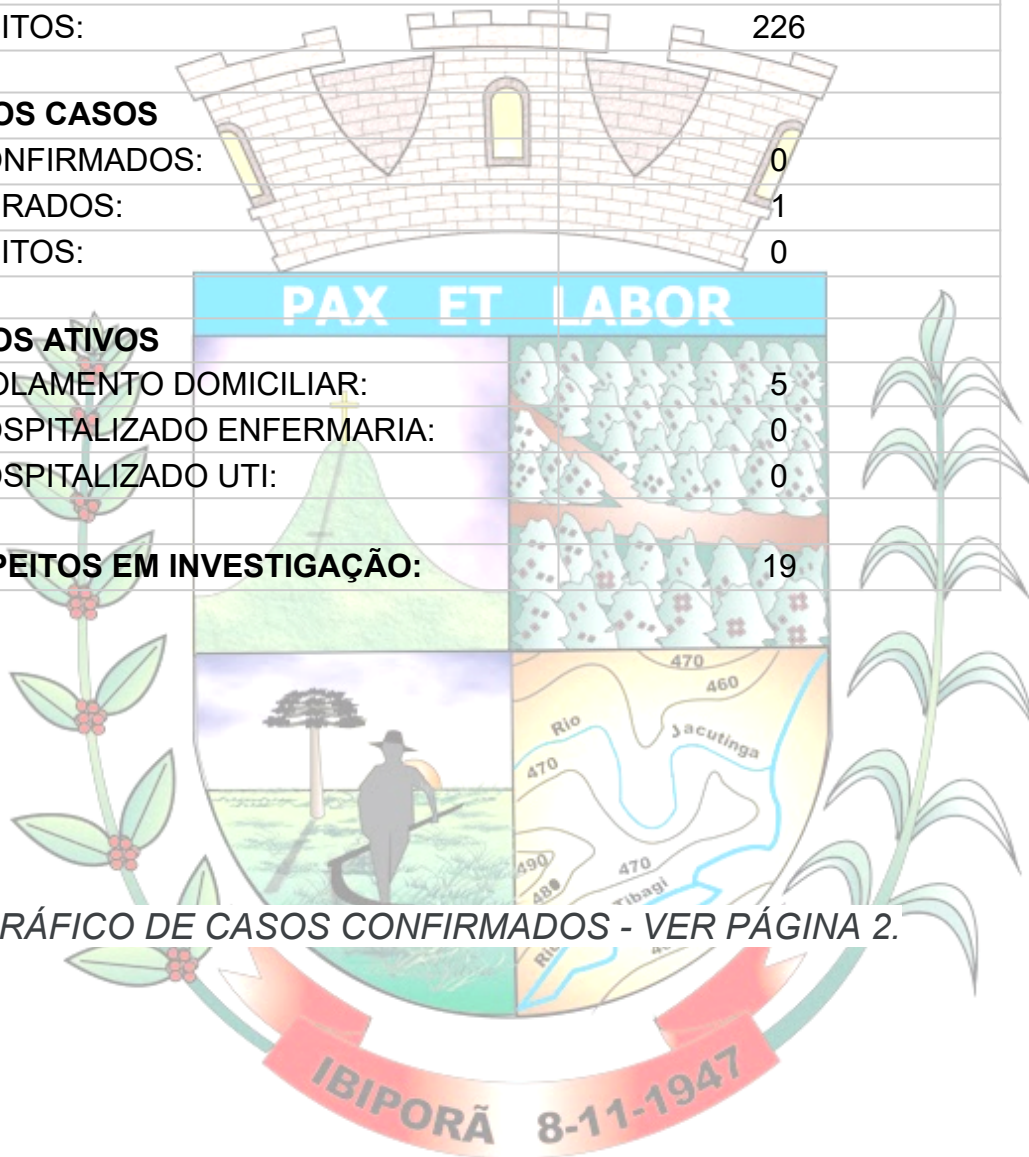 ITOS: 226
OS CASOS
ONFIRMADOS: 0
RADOS: 1
ITOS: 0
PAX ET LABOR
OS ATIVOS
OLAMENTO DOMICILIAR: 5
OSPITALIZADO ENFERMARIA: 0
OSPITALIZADO UTI: 0
PEITOS EM INVESTIGAÇÃO: 19
470
460
Rio Jacutinga
470
490
470
480
Tibagi
RÁFICO DE CASOS CONFIRMADOS - VER PÁGINA 2.
Rio
IBIPORÃ 8-11-1947